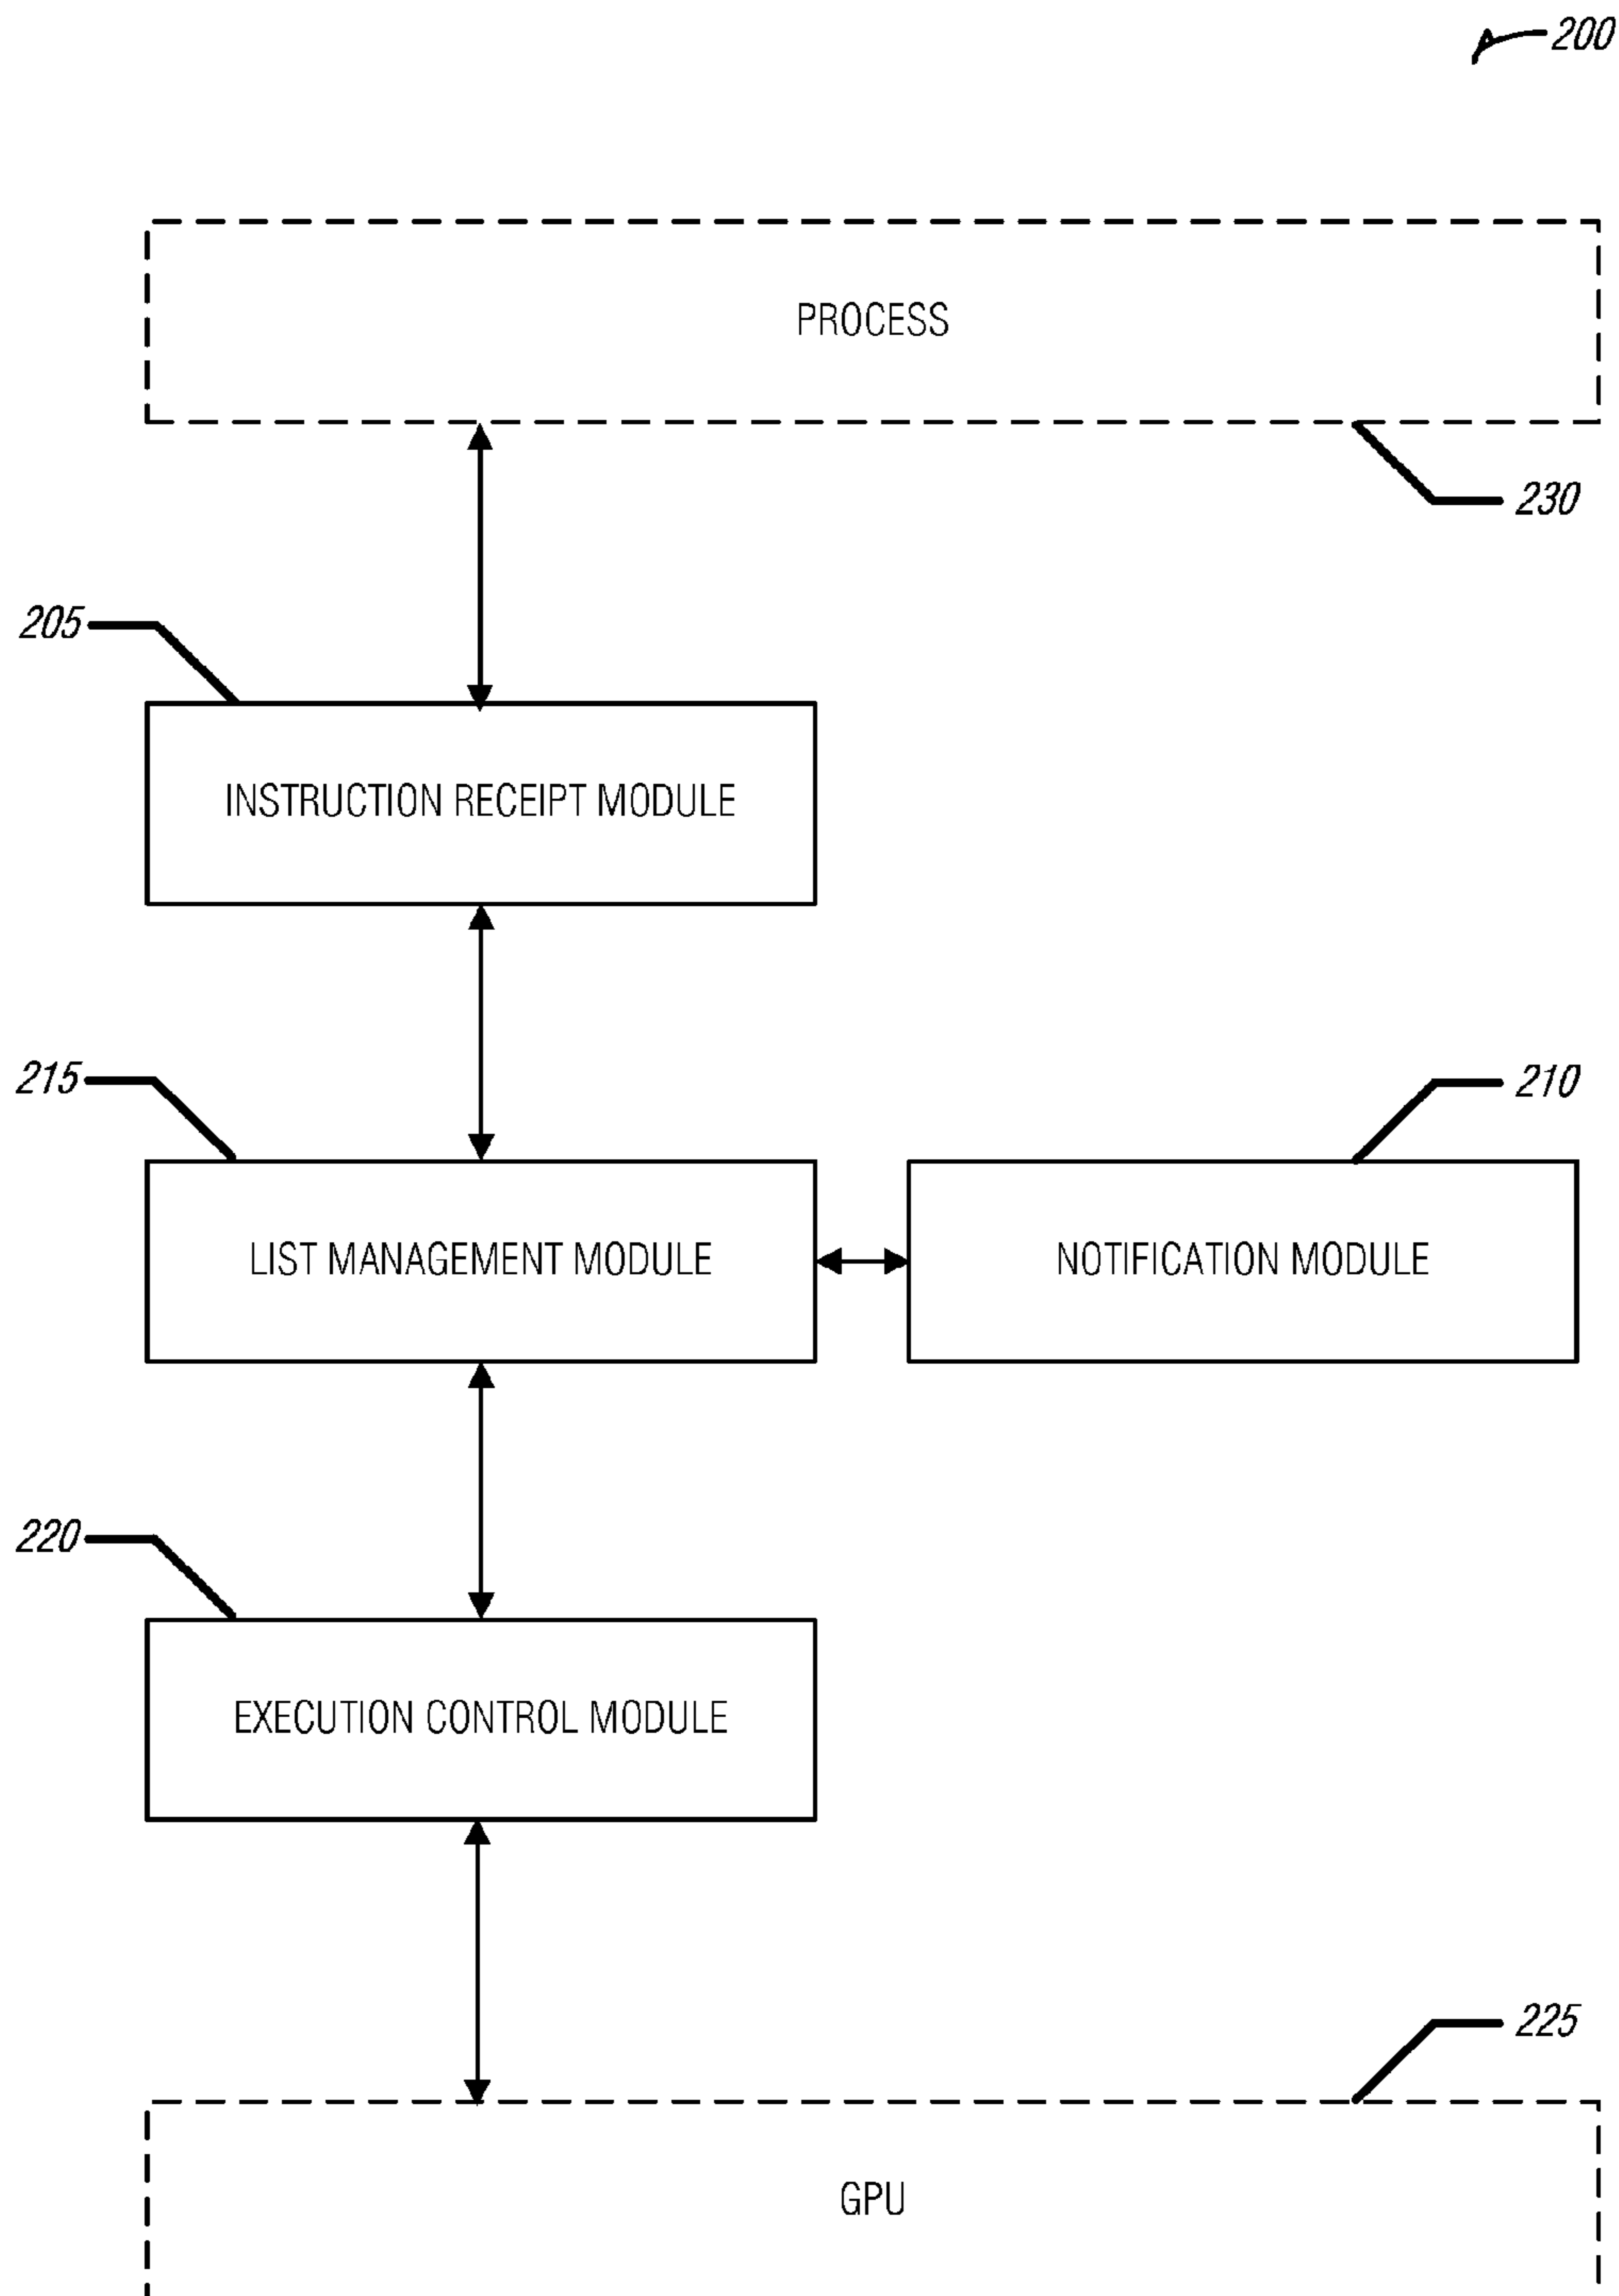 200
PROCESS
230
205
INSTRUCTION RECEIPT MODULE
215
210
LIST MANAGEMENT MODULE
NOTIFICATION MODULE
220
EXECUTION CONTROL MODULE
225
GPU